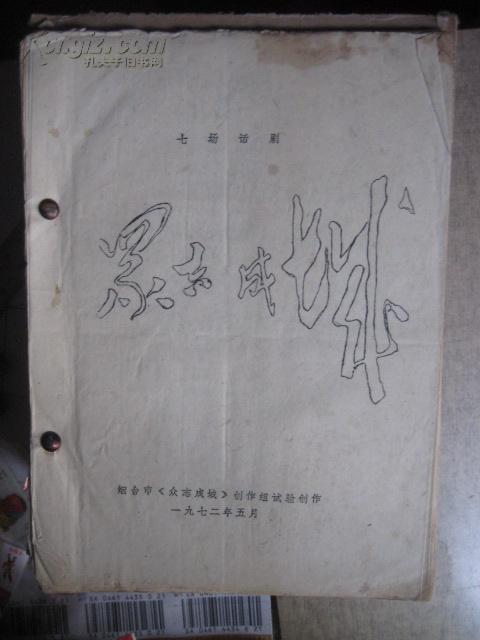 kongfz.com
孔夫子旧书网
七场话剧
众志成城
烟台市《众志成城》创作组试验创作
一九七二年五月